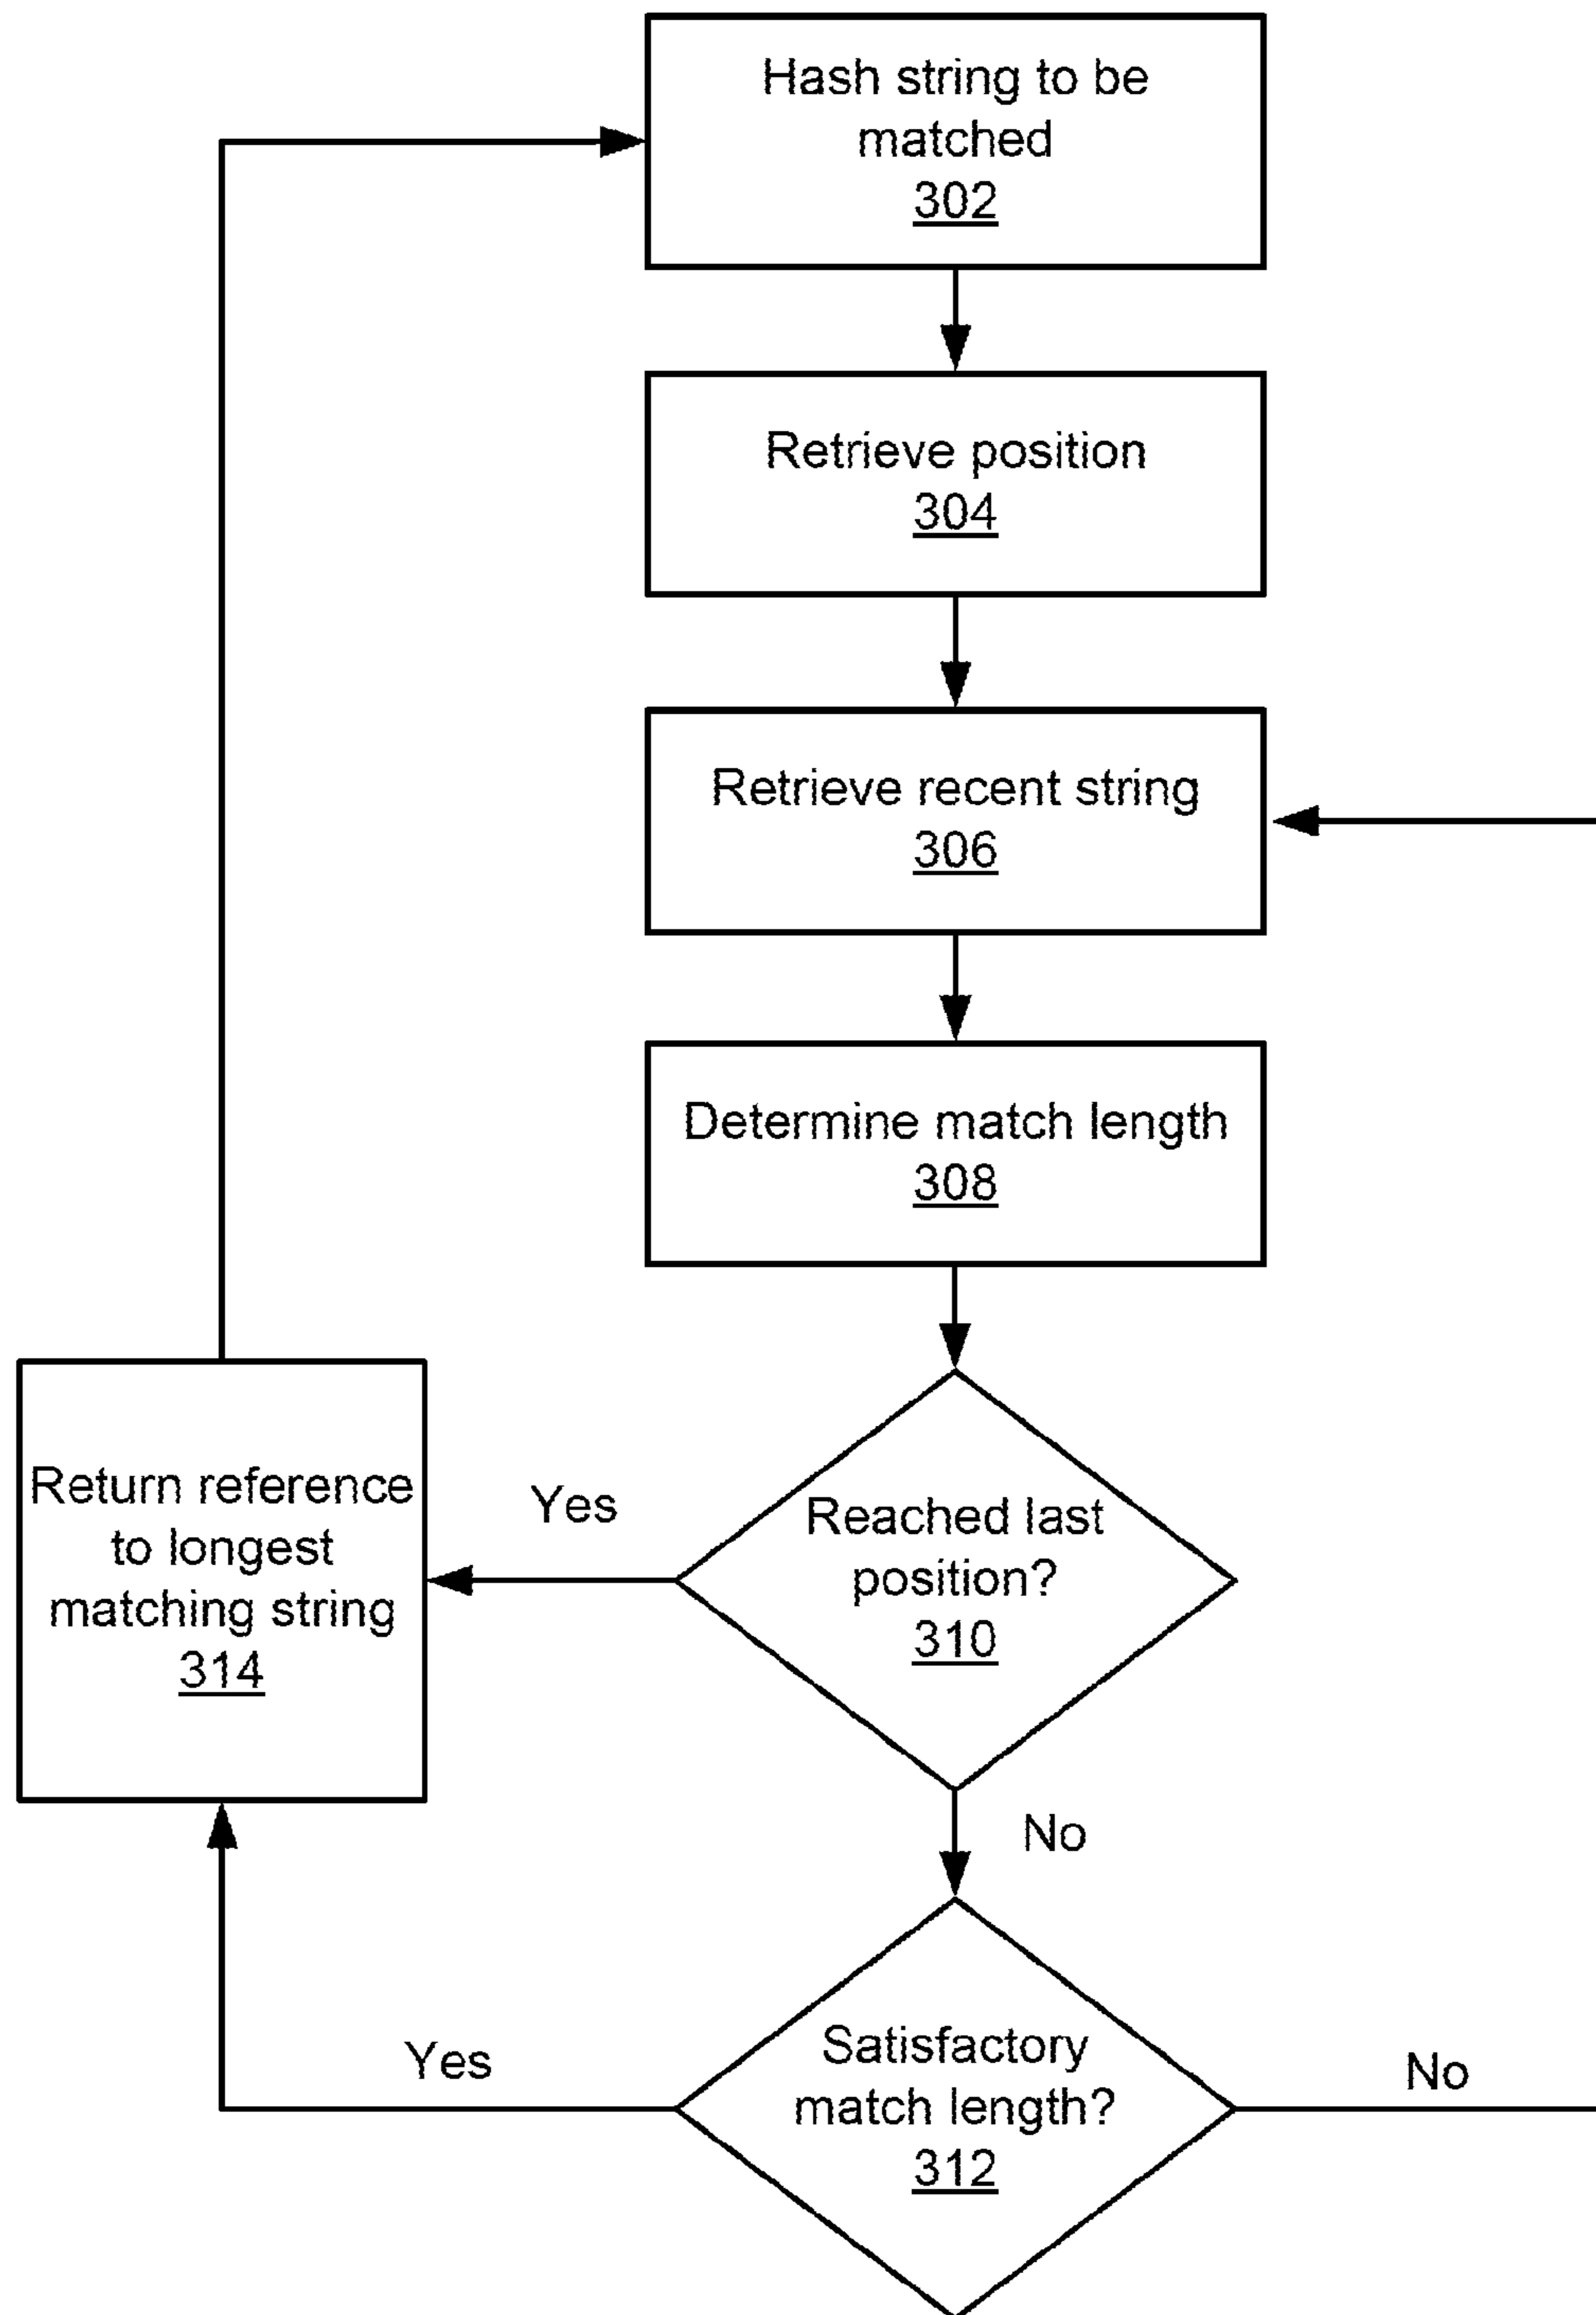 Hash string to be
matched
302
Retrieve position
304
Retrieve recent string
306
Determine match length
308
Reached last
position?
310
Yes
Return reference
to longest
matching string
314
No
Satisfactory
match length?
312
Yes
No